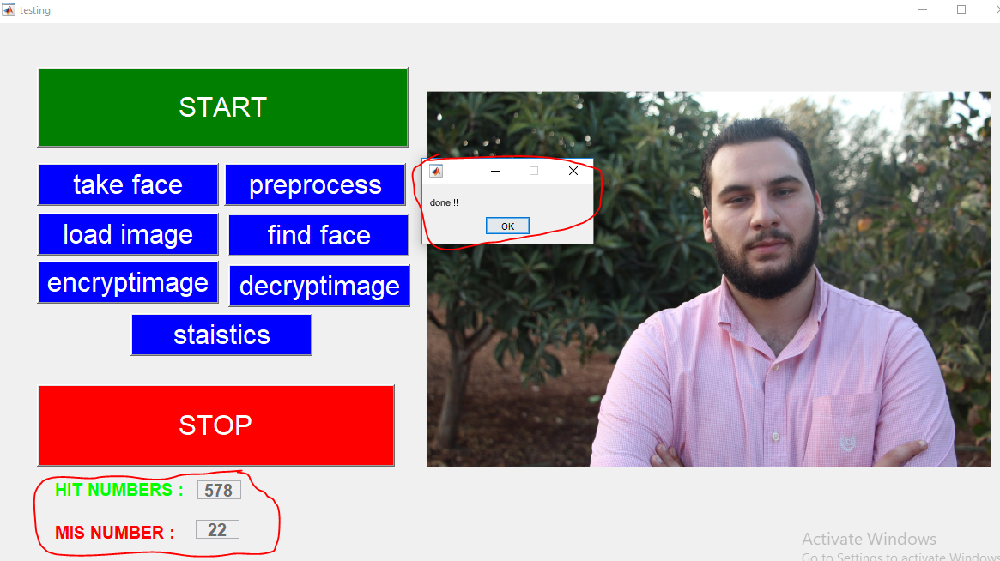 testing
START
take face
preprocess
load image
find face
encryptimage
decryptimage
staistics
STOP
HIT NUMBERS :
578
MIS NUMBER :
22
done!!!
OK
Activate Windows
Go to Settings to activate Windows